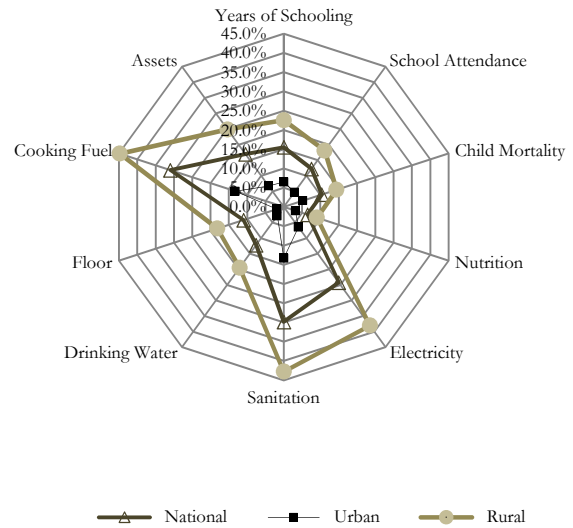 Years of Schooling
45.0%
40.0%
35.0%
30.0%
25.0%
20.0%
15.0%
10.0%
5.0%
0.0%
School Attendance
Child Mortality
Nutrition
Electricity
Sanitation
Drinking Water
Floor
Cooking Fuel
Assets
National
Urban
Rural